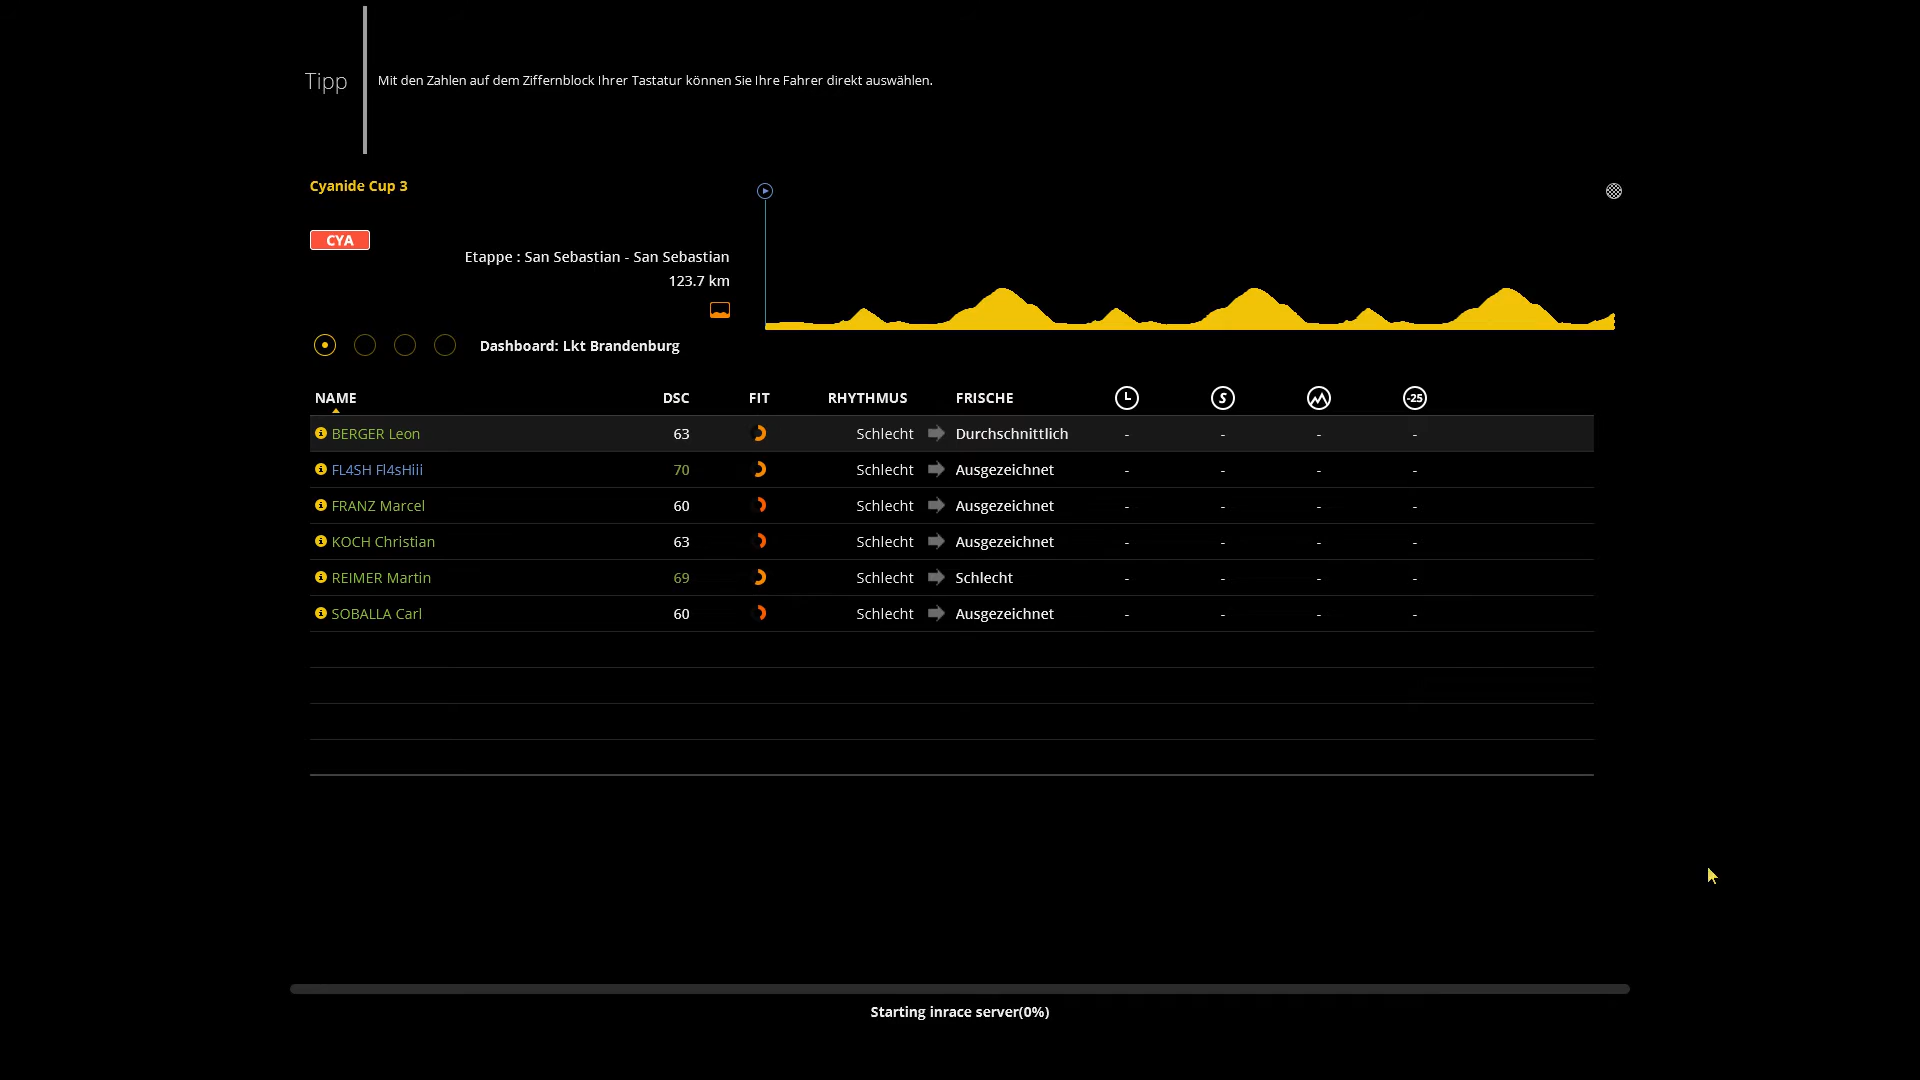 Tipp
Mit den Zahlen auf dem Ziffernblock Ihrer Tastatur können Sie Ihre Fahrer direkt auswählen.
Cyanide Cup 3
CYA
Etappe : San Sebastian - San Sebastian
123.7 km
Dashboard: Lkt Brandenburg
NAME DSC FIT RHYTHMUS FRISCHE S -25
BERGER Leon 63 Schlecht Durchschnittlich - - - -
FL4SH Fl4sHiii 70 Schlecht Ausgezeichnet - - - -
FRANZ Marcel 60 Schlecht Ausgezeichnet - - - -
KOCH Christian 63 Schlecht Ausgezeichnet - - - -
REIMER Martin 69 Schlecht Schlecht - - - -
SOBALLA Carl 60 Schlecht Ausgezeichnet - - - -
Starting inrace server(0%)